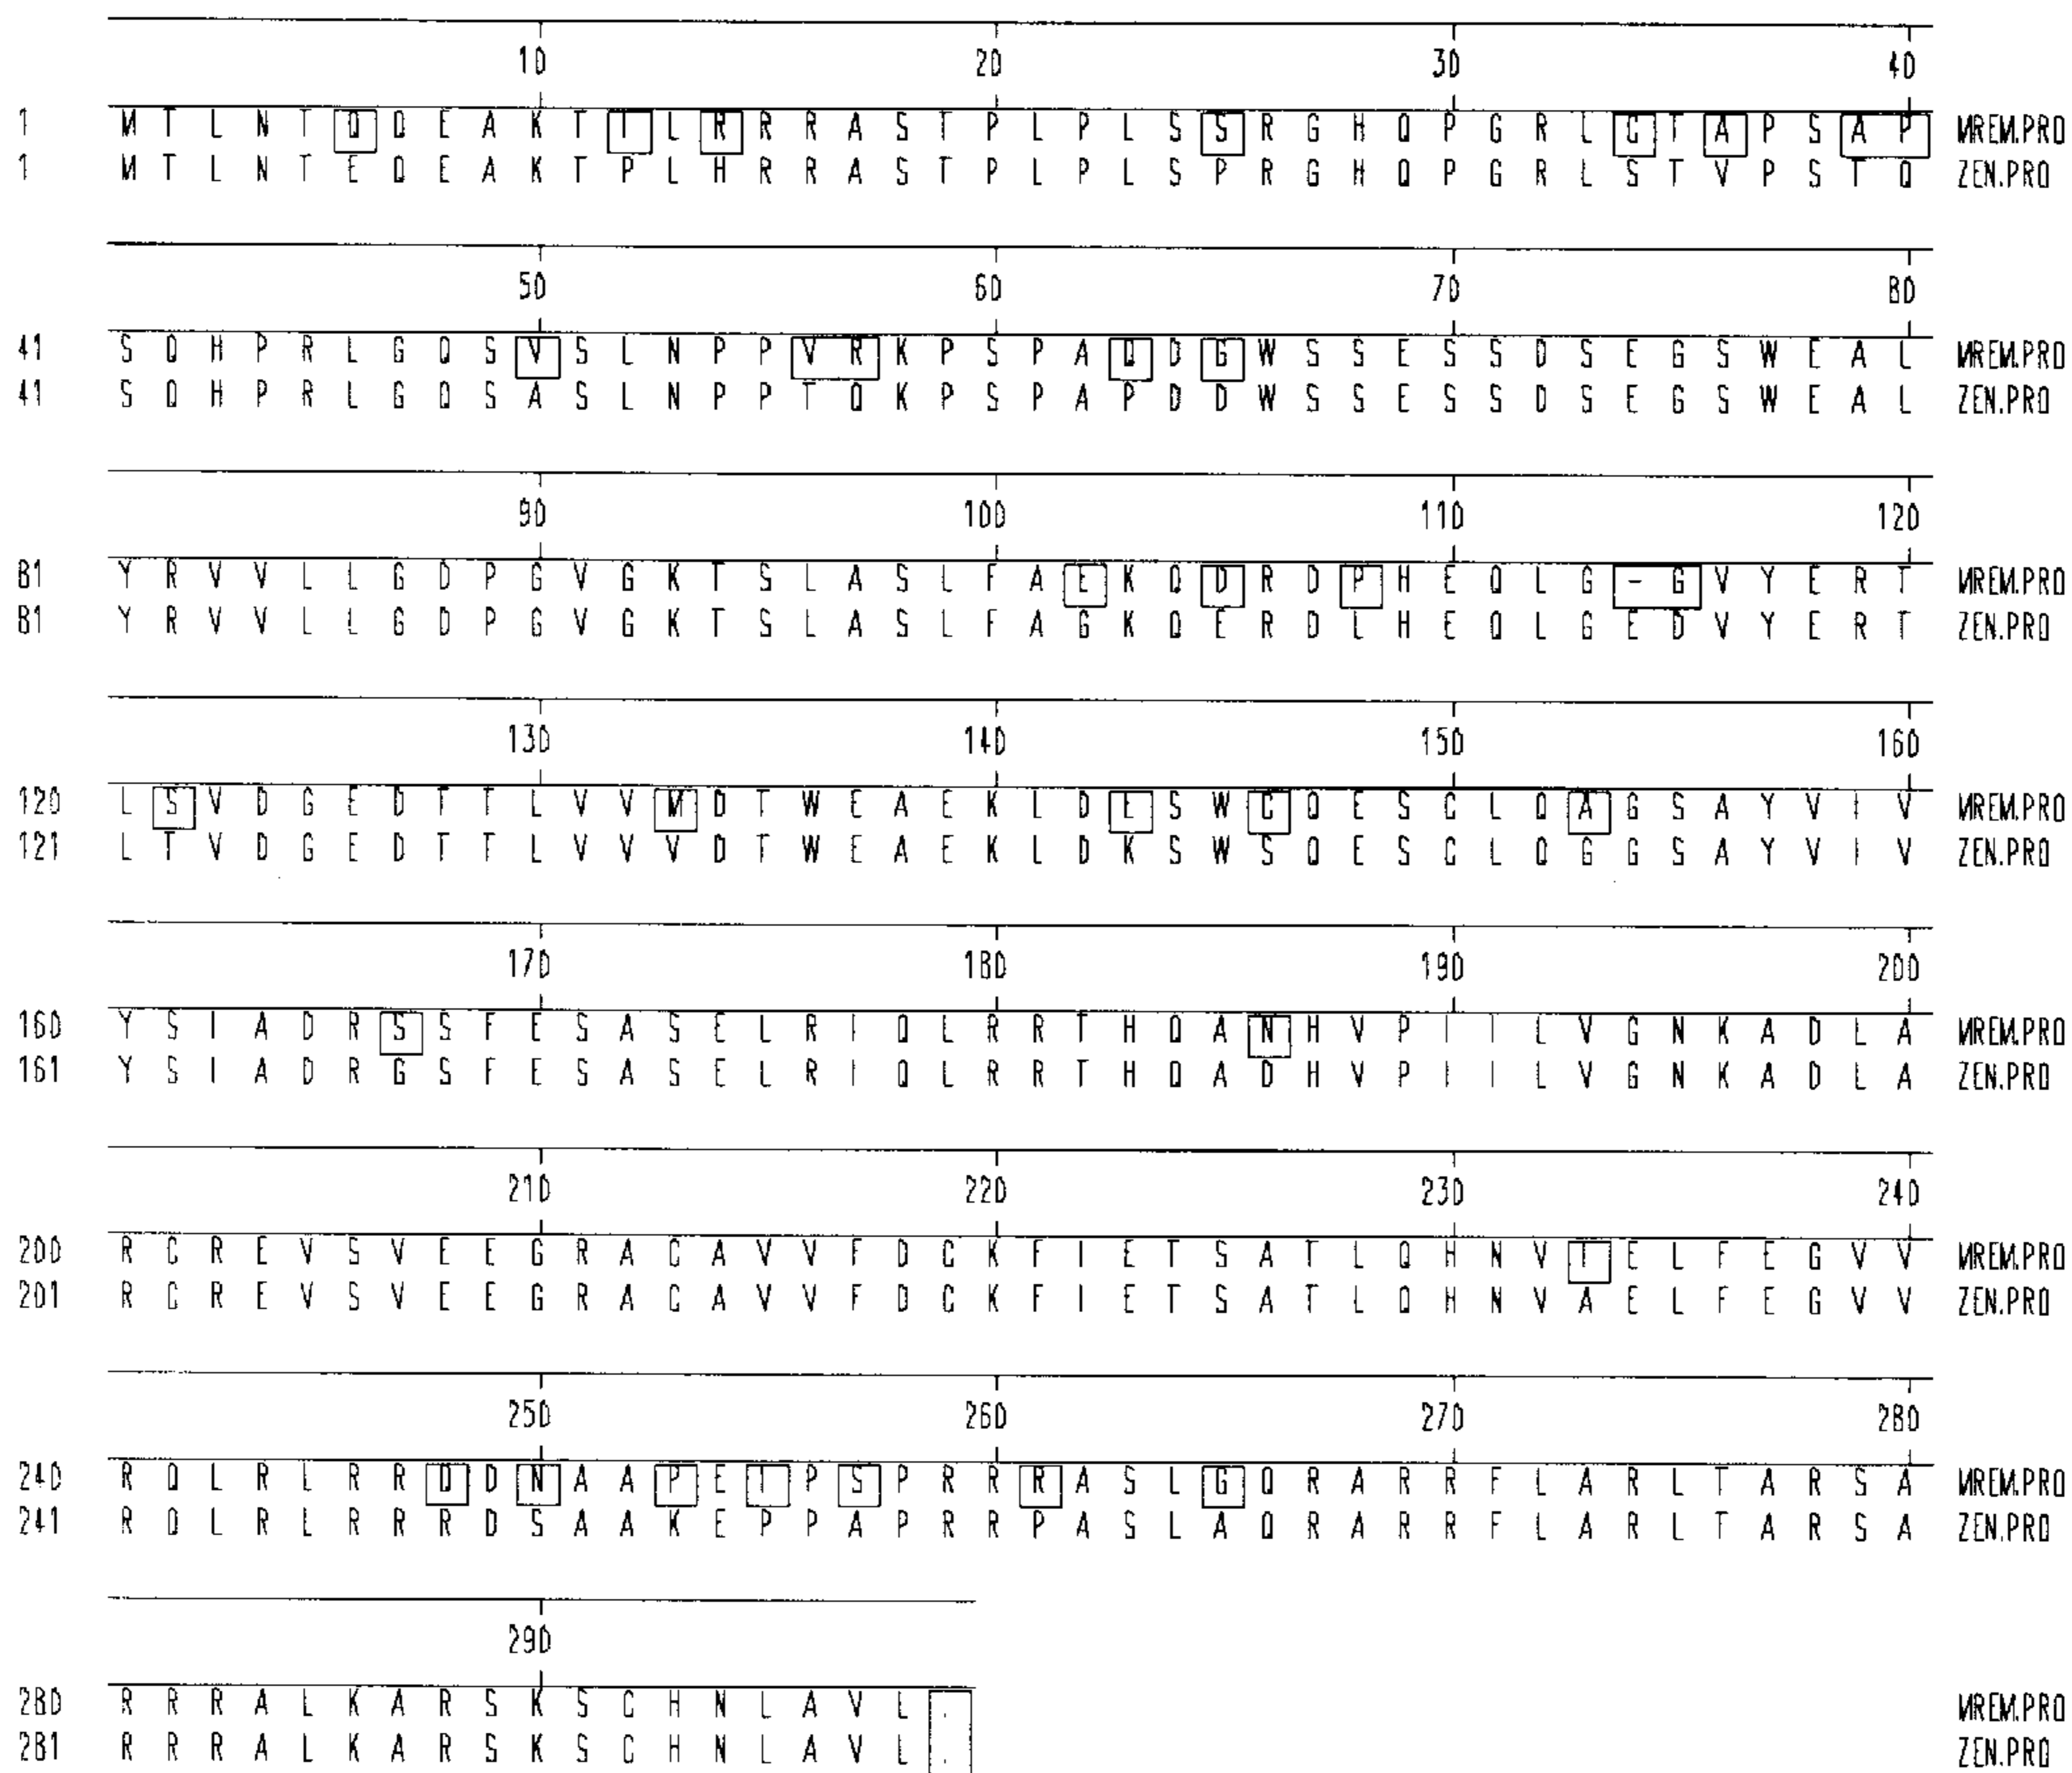 10 20 30 40
1 M T L N T Q Q E A K T T L R R R A S T P L P L S S R G H Q P G R L C T A P S A P MREM.PRO
1 M T L N T E Q E A K T P L H R R A S T P L P L S P R G H Q P G R L S T V P S T Q ZEN.PRO
50 60 70 80
41 S Q H P R L G Q S V S L N P P V R K P S P A Q D G W S S E S S D S E G S W E A L MREM.PRO
41 S Q H P R L G Q S A S L N P P T Q K P S P A P D D W S S E S S D S E G S W E A L ZEN.PRO
90 100 110 120
81 Y R V V L L G D P G V G K T S L A S L F A E K Q D R D P H E Q L G - G V Y E R T MREM.PRO
81 Y R V V L L G D P G V G K T S L A S L F A G K Q E R D L H E Q L G E D V Y E R T ZEN.PRO
130 140 150 160
120 L S V D G E D T T L V V M D T W E A E K L D E S W C Q E S C L Q A G S A Y V I V MREM.PRO
121 L T V D G E D T T L V V V D T W E A E K L D K S W S Q E S C L Q G G S A Y V I V ZEN.PRO
170 180 190 200
160 Y S I A D R S S F E S A S E L R I Q L R R T H Q A N H V P I I L V G N K A D L A MREM.PRO
161 Y S I A D R G S F E S A S E L R I Q L R R T H Q A D H V P I I L V G N K A D L A ZEN.PRO
210 220 230 240
200 R C R E V S V E E G R A C A V V F D C K F I E T S A T L Q H N V T E L F E G V V MREM.PRO
201 R C R E V S V E E G R A C A V V F D C K F I E T S A T L Q H N V A E L F E G V V ZEN.PRO
250 260 270 280
240 R Q L R L R R Q D N A A P E T P S P R R R A S L G Q R A R R F L A R L T A R S A MREM.PRO
241 R Q L R L R R R D S A A K E P P A P R R P A S L A Q R A R R F L A R L T A R S A ZEN.PRO
290
280 R R R A L K A R S K S C H N L A V L . MREM.PRO
281 R R R A L K A R S K S C H N L A V L . ZEN.PRO